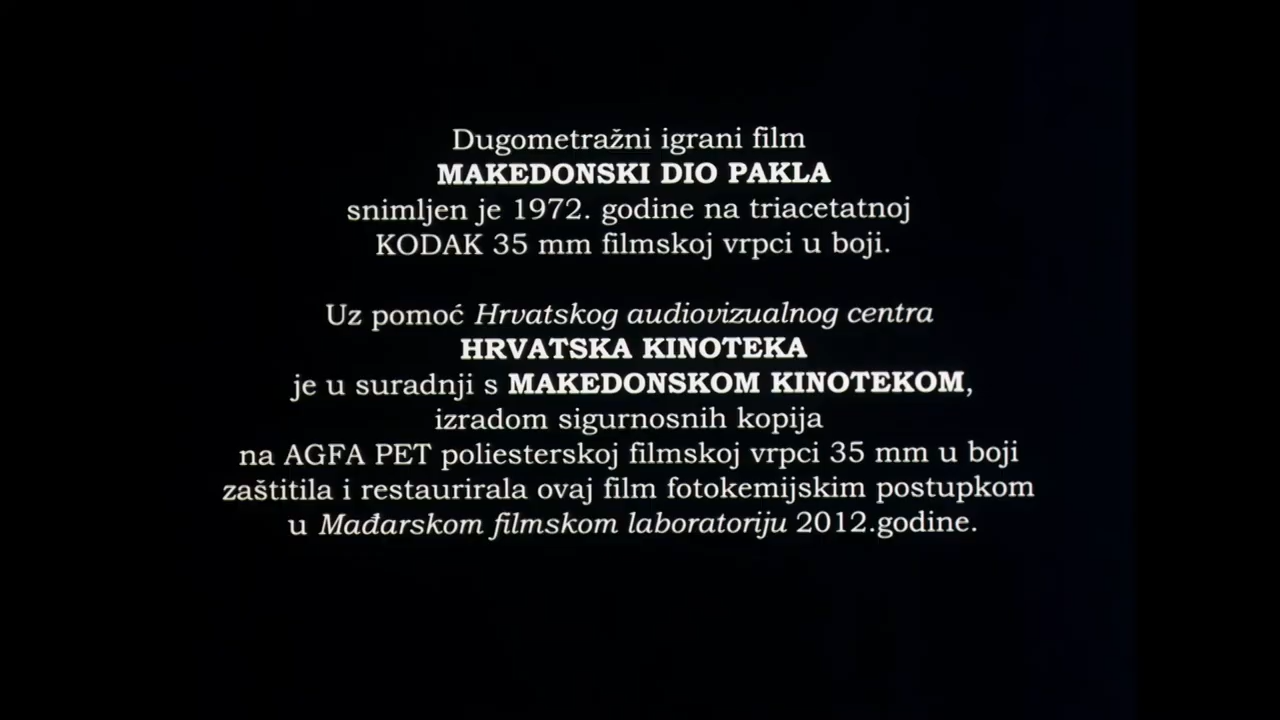 Dugometražni igrani film
MAKEDONSKI DIO PAKLA
snimljen je 1972. godine na triacetatnoj
KODAK 35 mm filmskoj vrpci u boji.
Uz pomoć Hrvatskog audiovizualnog centra
HRVATSKA KINOTEKA
je u suradnji s MAKEDONSKOM KINOTEKOM,
izradom sigurnosnih kopija
na AGFA PET poliesterskoj filmskoj vrpci 35 mm u boji
zaštitila i restaurirala ovaj film fotokemijskim postupkom
u Mađarskom filmskom laboratoriju 2012.godine.